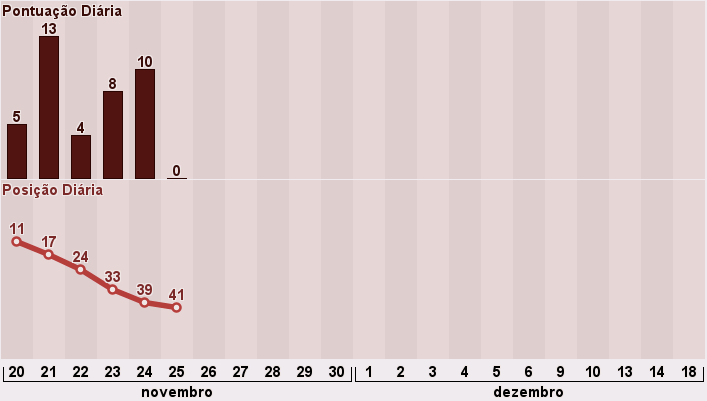 Pontuação Diária
5 13 4 8 10 0
Posição Diária
11 17 24 33 39 41
20 21 22 23 24 25 26 27 28 29 30 1 2 3 4 5 6 9 10 13 14 18
novembro dezembro